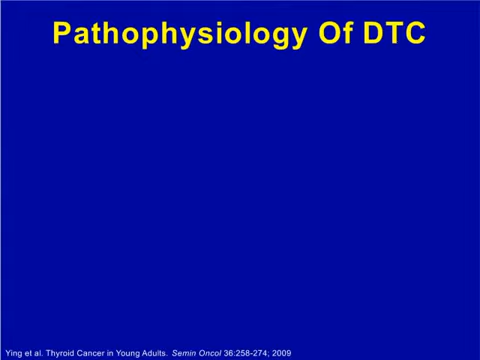 Pathophysiology Of DTC
Ying et al. Thyroid Cancer in Young Adults. Semin Oncol 36:258-274, 2009